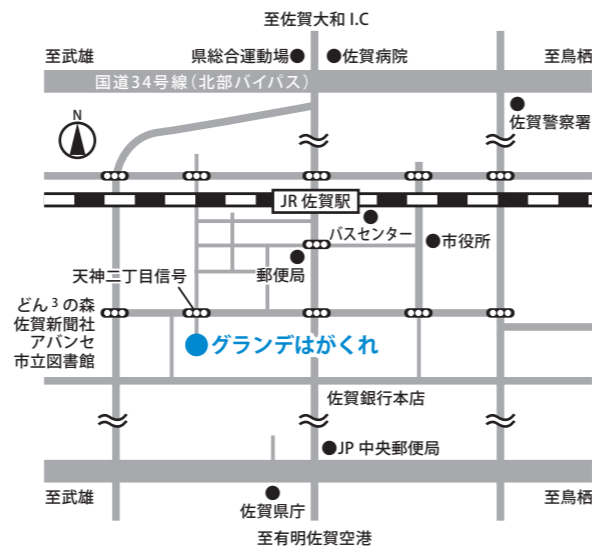 至佐賀大和I.C
至武雄
県総合運動場
佐賀病院
至鳥栖
国道34号線（北部バイパス）
N
佐賀警察署
JR佐賀駅
バスセンター
市役所
郵便局
天神二丁目信号
どん3の森
佐賀新聞社
アバンセ
市立図書館
グランデはがくれ
佐賀銀行本店
JP中央郵便局
至武雄
佐賀県庁
至鳥栖
至有明佐賀空港